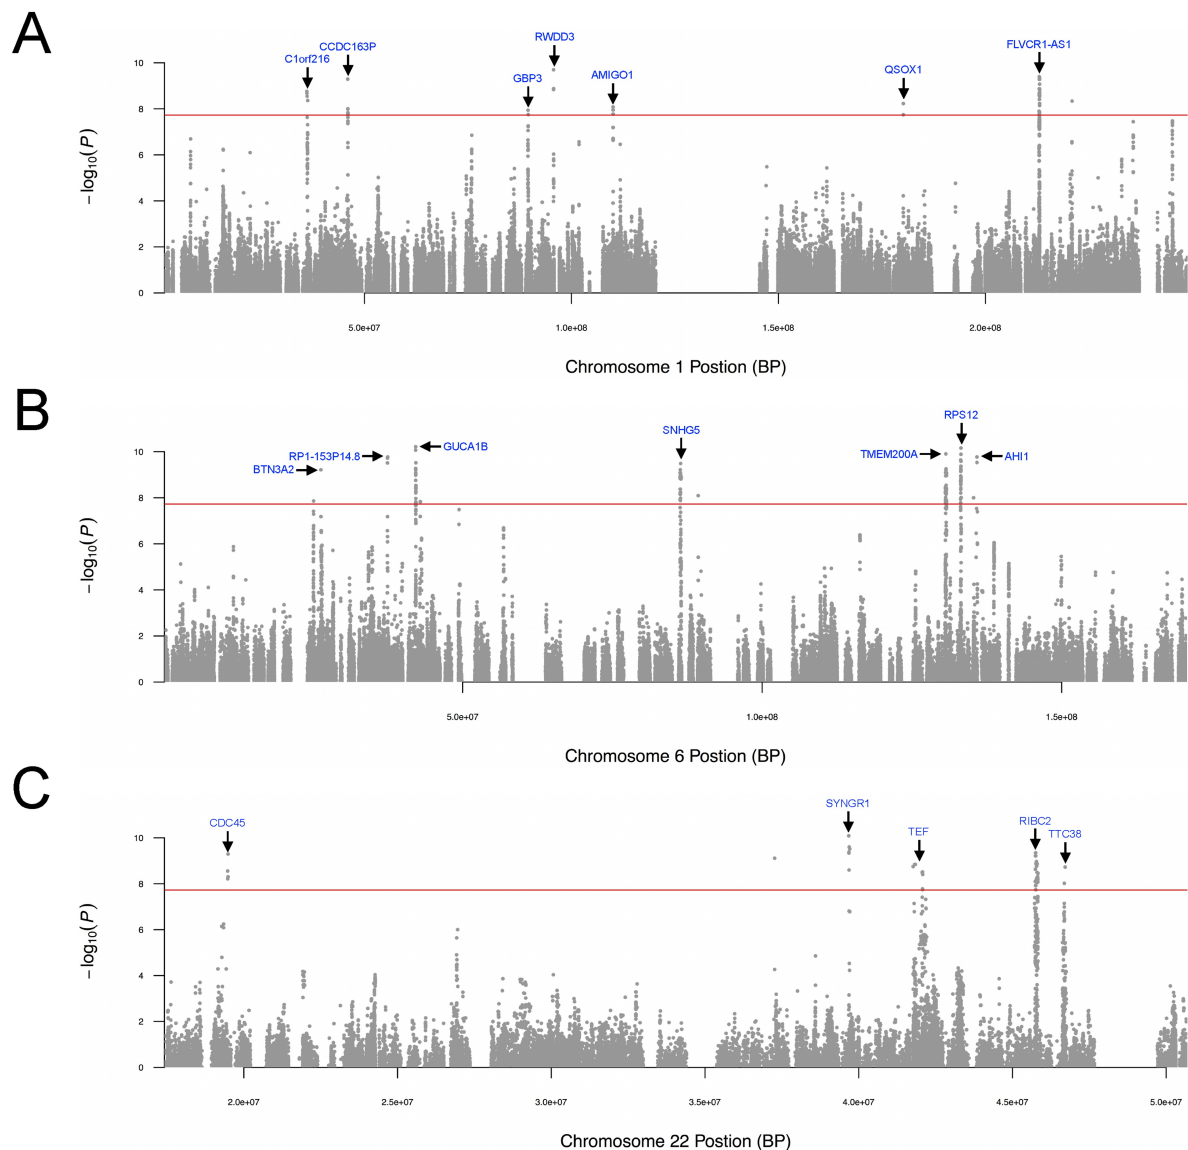 A
CCDC163P
RWDD3
FLVCR1-AS1
C1orf216
GBP3
AMIGO1
QSOX1
10
8
6
4
2
0
−log10(P)
5.0e+07 1.0e+08 1.5e+08 2.0e+08
Chromosome 1 Postion (BP)
B
RPS12
SNHG5
GUCA1B
RP1-153P14.8
TMEM200A
AHI1
BTN3A2
10
8
6
4
2
0
−log10(P)
5.0e+07 1.0e+08 1.5e+08
Chromosome 6 Postion (BP)
C
SYNGR1
CDC45
TEF
RIBC2
TTC38
10
8
6
4
2
0
−log10(P)
2.0e+07 2.5e+07 3.0e+07 3.5e+07 4.0e+07 4.5e+07 5.0e+07
Chromosome 22 Postion (BP)